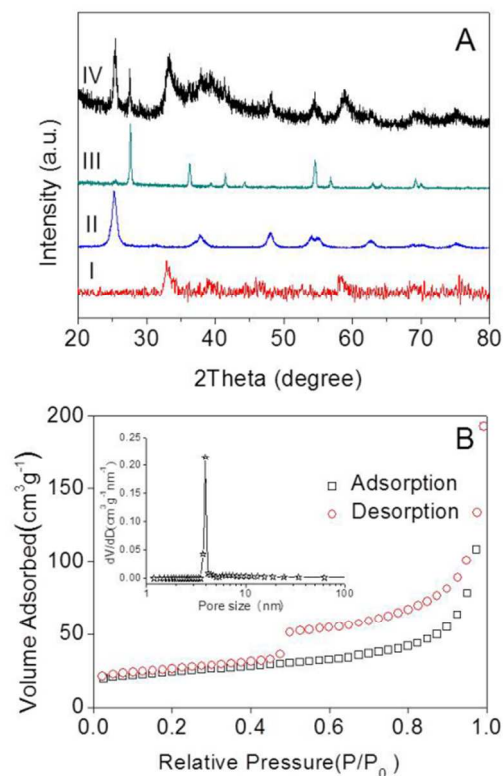 A
IV
III
II
I
Intensity (a.u.)
20 30 40 50 60 70 80
2Theta (degree)
B
200
150
100
50
0
Volume Adsorbed(cm³g⁻¹)
0.25
0.20
0.15
0.10
0.05
0.00
dV/dD(cm³g⁻¹nm⁻¹)
1 10 100
Pore size (nm)
Adsorption
Desorption
0.0 0.2 0.4 0.6 0.8 1.0
Relative Pressure(P/P₀)